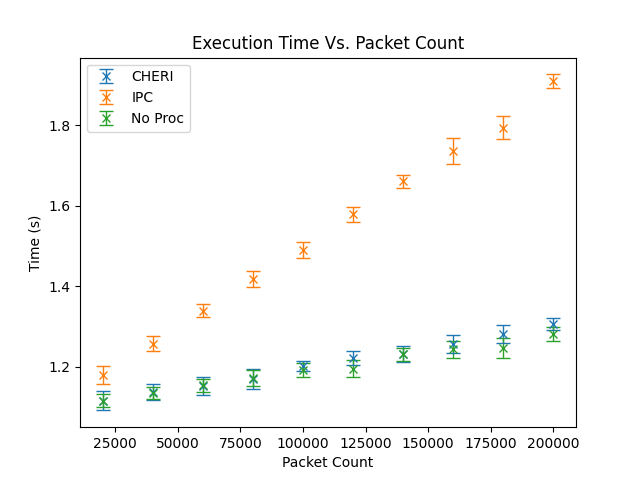 Execution Time Vs. Packet Count
CHERI
IPC
No Proc
Time (s)
1.8
1.6
1.4
1.2
25000 50000 75000 100000 125000 150000 175000 200000
Packet Count